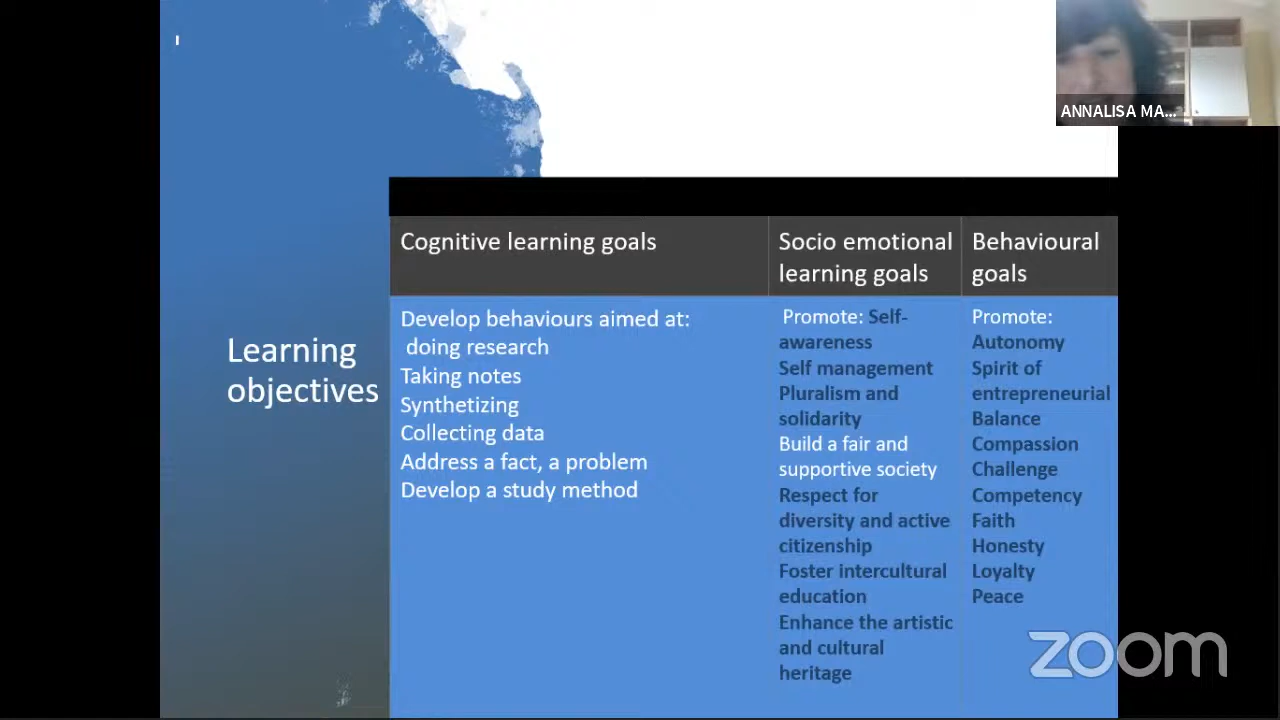 ANNALISA MA...
Cognitive learning goals
Socio emotional
learning goals
Behavioural
goals
Learning
objectives
Develop behaviours aimed at:
doing research
Taking notes
Synthetizing
Collecting data
Address a fact, a problem
Develop a study method
Promote: Self-
awareness
Self management
Pluralism and
solidarity
Build a fair and
supportive society
Respect for
diversity and active
citizenship
Foster intercultural
education
Enhance the artistic
and cultural
heritage
Promote:
Autonomy
Spirit of
entrepreneurial
Balance
Compassion
Challenge
Competency
Faith
Honesty
Loyalty
Peace
zoom